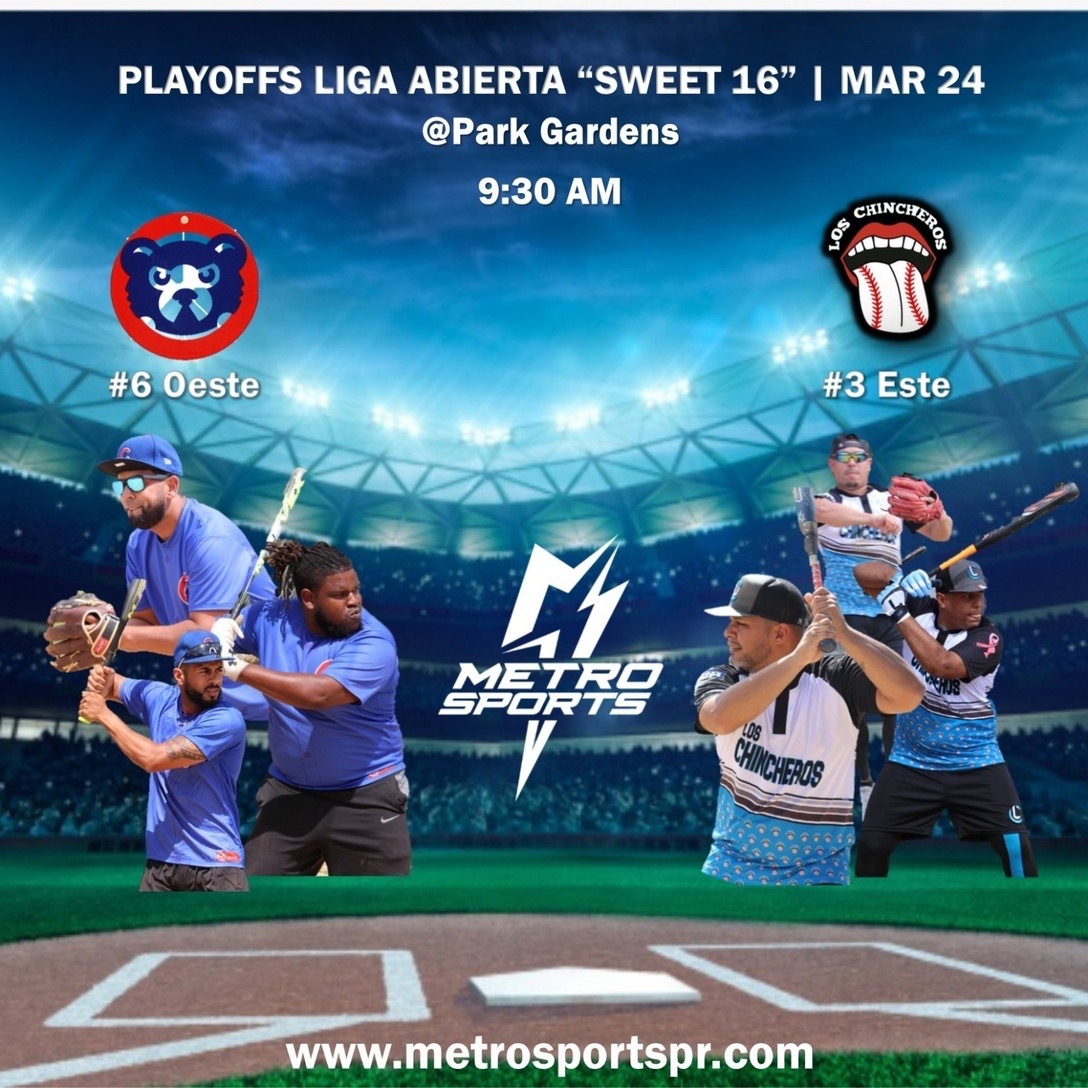 PLAYOFFS LIGA ABIERTA “SWEET 16” | MAR 24
@Park Gardens
9:30 AM
LOS CHINCHEROS
#6 Oeste
#3 Este
METRO
SPORTS
LOS
CHINCHEROS
CHINCHEROS
www.metrosportspr.com